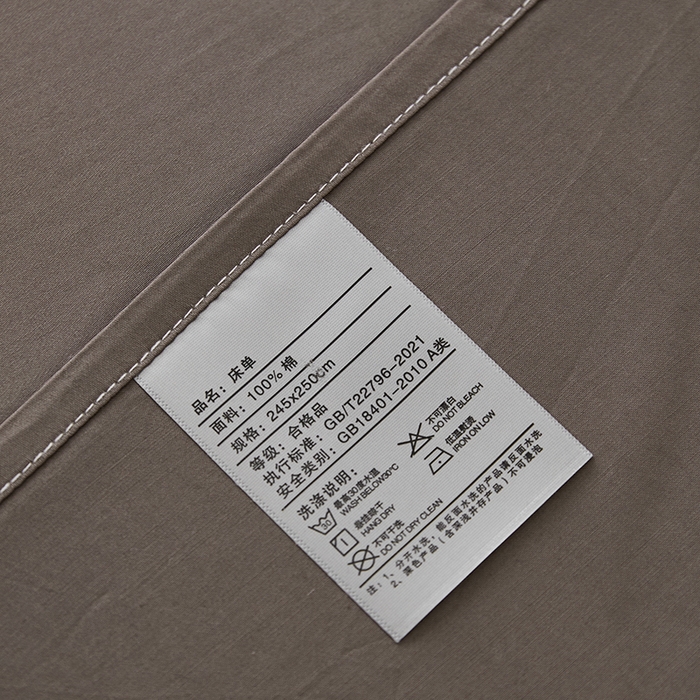 品名：床单
面料：100% 棉
规格：245x250cm
等级：合格品
执行标准：GB/T22796-2021
安全类别：GB18401-2010 A类
洗涤说明：
30
最高30度水温
WASH BELOW30°C
不可漂白
DO NOT BLEACH
悬挂晾干
HANG DRY
低温熨烫
IRON ON LOW
不可干洗
DO NOT DRY CLEAN
注：1、分开水洗，能反面水洗的产品请反面水洗
2、深色产品（含深浅并存产品）不可浸泡